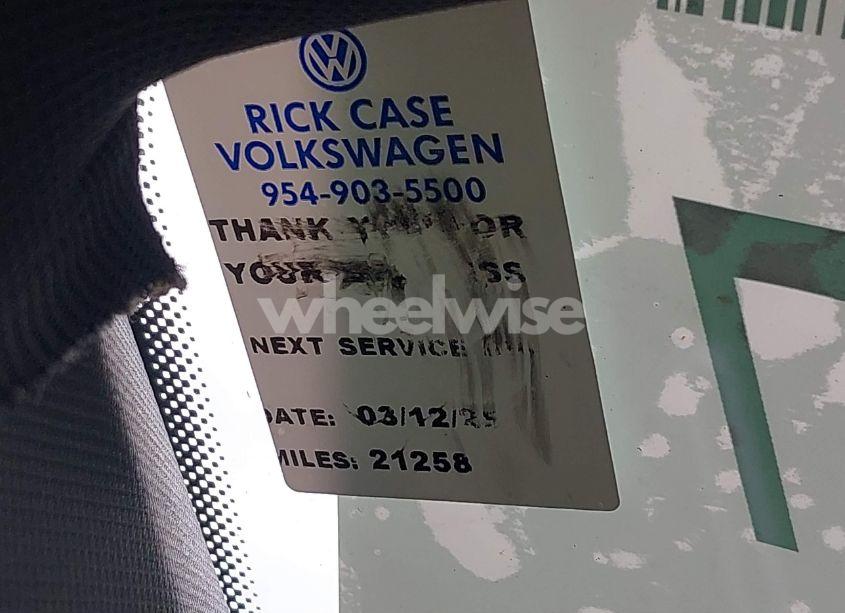 RICK CASE
VOLKSWAGEN
954-903-5500
THANK
YOUR
NEXT SERVICE
DATE: 03/12/25
MILES: 21258
wheelwise